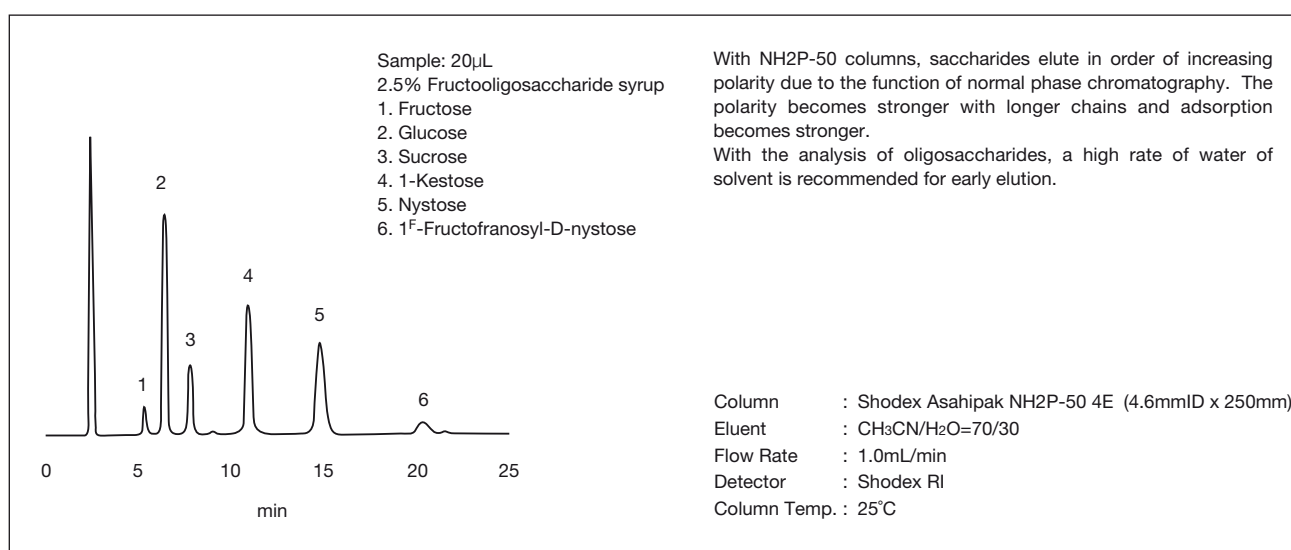 Sample: 20µL
2.5% Fructooligosaccharide syrup
1. Fructose
2. Glucose
3. Sucrose
4. 1-Kestose
5. Nystose
6. 1F-Fructofranosyl-D-nystose
With NH2P-50 columns, saccharides elute in order of increasing
polarity due to the function of normal phase chromatography. The
polarity becomes stronger with longer chains and adsorption
becomes stronger.
With the analysis of oligosaccharides, a high rate of water of
solvent is recommended for early elution.
2
4
5
3
1
6
0 5 10 15 20 25
min
Column : Shodex Asahipak NH2P-50 4E (4.6mmID x 250mm)
Eluent : CH3CN/H2O=70/30
Flow Rate : 1.0mL/min
Detector : Shodex RI
Column Temp. : 25°C